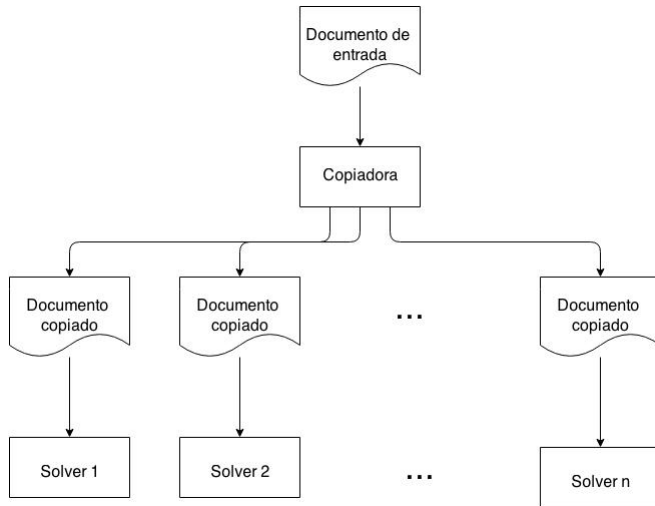 Documento de
entrada
Copiadora
Documento
copiado
Documento
copiado
...
Documento
copiado
Solver 1
Solver 2
...
Solver n